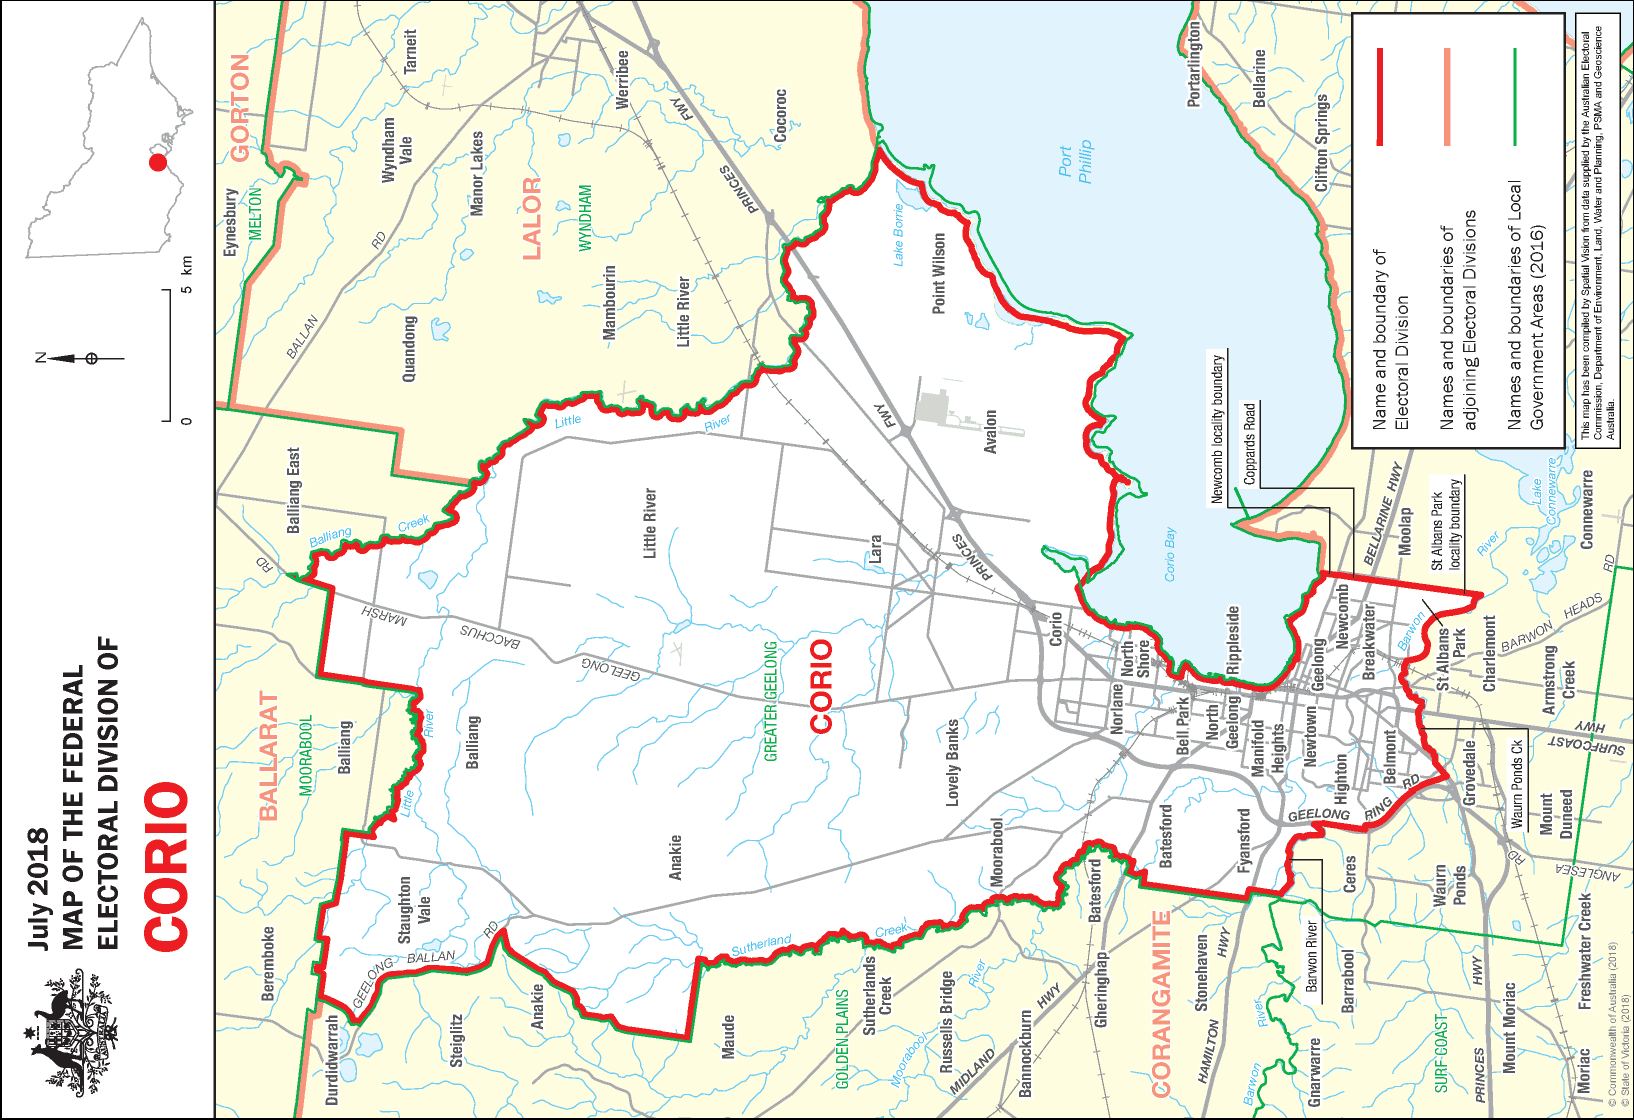 July 2018
MAP OF THE FEDERAL
ELECTORAL DIVISION OF
CORIO
N
0
5
km
GORTON
Eynesbury
MELTON
Tarneit
Werribee
Wyndham
Vale
Manor Lakes
LALOR
WYNDHAM
Cocoroc
FWY
PRINCES
RD
BALLAN
Quandong
Mambourin
Little River
Lake Borrie
Point Wilson
Port
Phillip
Portarlington
Bellarine
Clifton Springs
Balliang East
Balliang
Creek
RD
Little
River
FWY
Avalon
Little River
Lara
PRINCES
MARSH
BACCHUS
GEELONG
BALLARAT
MOORABOOL
Balliang
Balliang
River
Little
GREATER GEELONG
CORIO
Corio
Corio Bay
Newcomb locality boundary
Coppards Road
BELLARINE HWY
Moolap
St Albans Park
locality boundary
Lake
Connewarre
River
Connewarre
RD
HEADS
BARWON
North
Shore
Rippleside
Norlane
Bell Park
North
Geelong
Geelong
Newcomb
Breakwater
Barwon
St Albans
Park
Charlemont
Armstrong
Creek
Manifold
Heights
Newtown
Highton
Belmont
Grovedale
HWY
SURFCOAST
Lovely Banks
Anakie
Moorabool
Batesford
Batesford
Fyansford
GEELONG
RING
RD
Waurn Ponds Ck
Mount
Duneed
Ceres
Waurn
Ponds
RD
ANGLESEA
Staughton
Vale
Beremboke
GEELONG
BALLAN
RD
Durdidwarrah
Steiglitz
Anakie
Sutherland
Creek
Maude
GOLDEN PLAINS
Sutherlands
Creek
Russells Bridge
River
Moorabool
MIDLAND
HWY
Bannockburn
Gheringhap
CORANGAMITE
Stonehaven
HWY
HAMILTON
River
Barwon
Gnarwarre
Barwon River
Barrabool
SURF COAST
HWY
PRINCES
Mount Moriac
Freshwater Creek
Moriac
Name and boundary of
Electoral Division
Names and boundaries of
adjoining Electoral Divisions
Names and boundaries of Local
Government Areas (2016)
This map has been compiled by Spatial Vision from data supplied by the Australian Electoral
Commission, Department of Environment, Land, Water and Planning, PSMA and Geoscience
Australia.
© Commonwealth of Australia (2018)
© State of Victoria (2018)